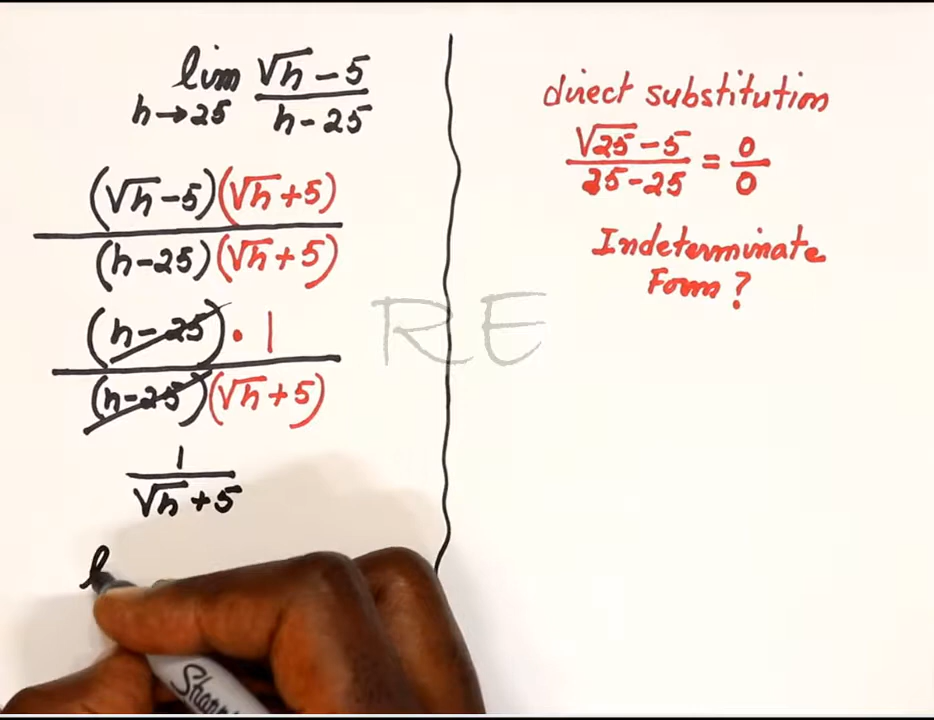 lim h→25 (√h - 5)/(h - 25)
(√h - 5)(√h + 5)
(h - 25)(√h + 5)
(h - 25) · 1
(h - 25)(√h + 5)
1
√h + 5
l
direct substitution
(√25 - 5)/(25 - 25) = 0/0
Indeterminate
Form?
RE